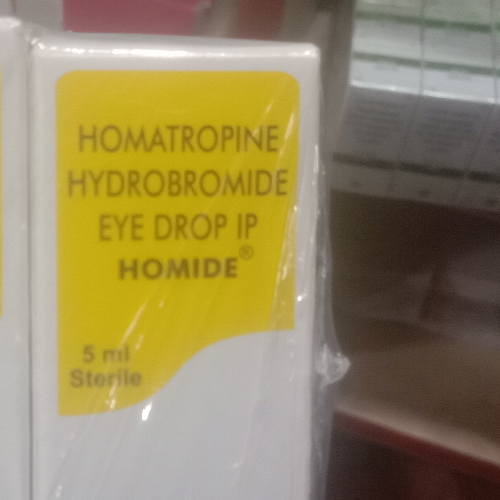 HOMATROPINE
HYDROBROMIDE
EYE DROP IP
HOMIDE®
5 ml
Sterile